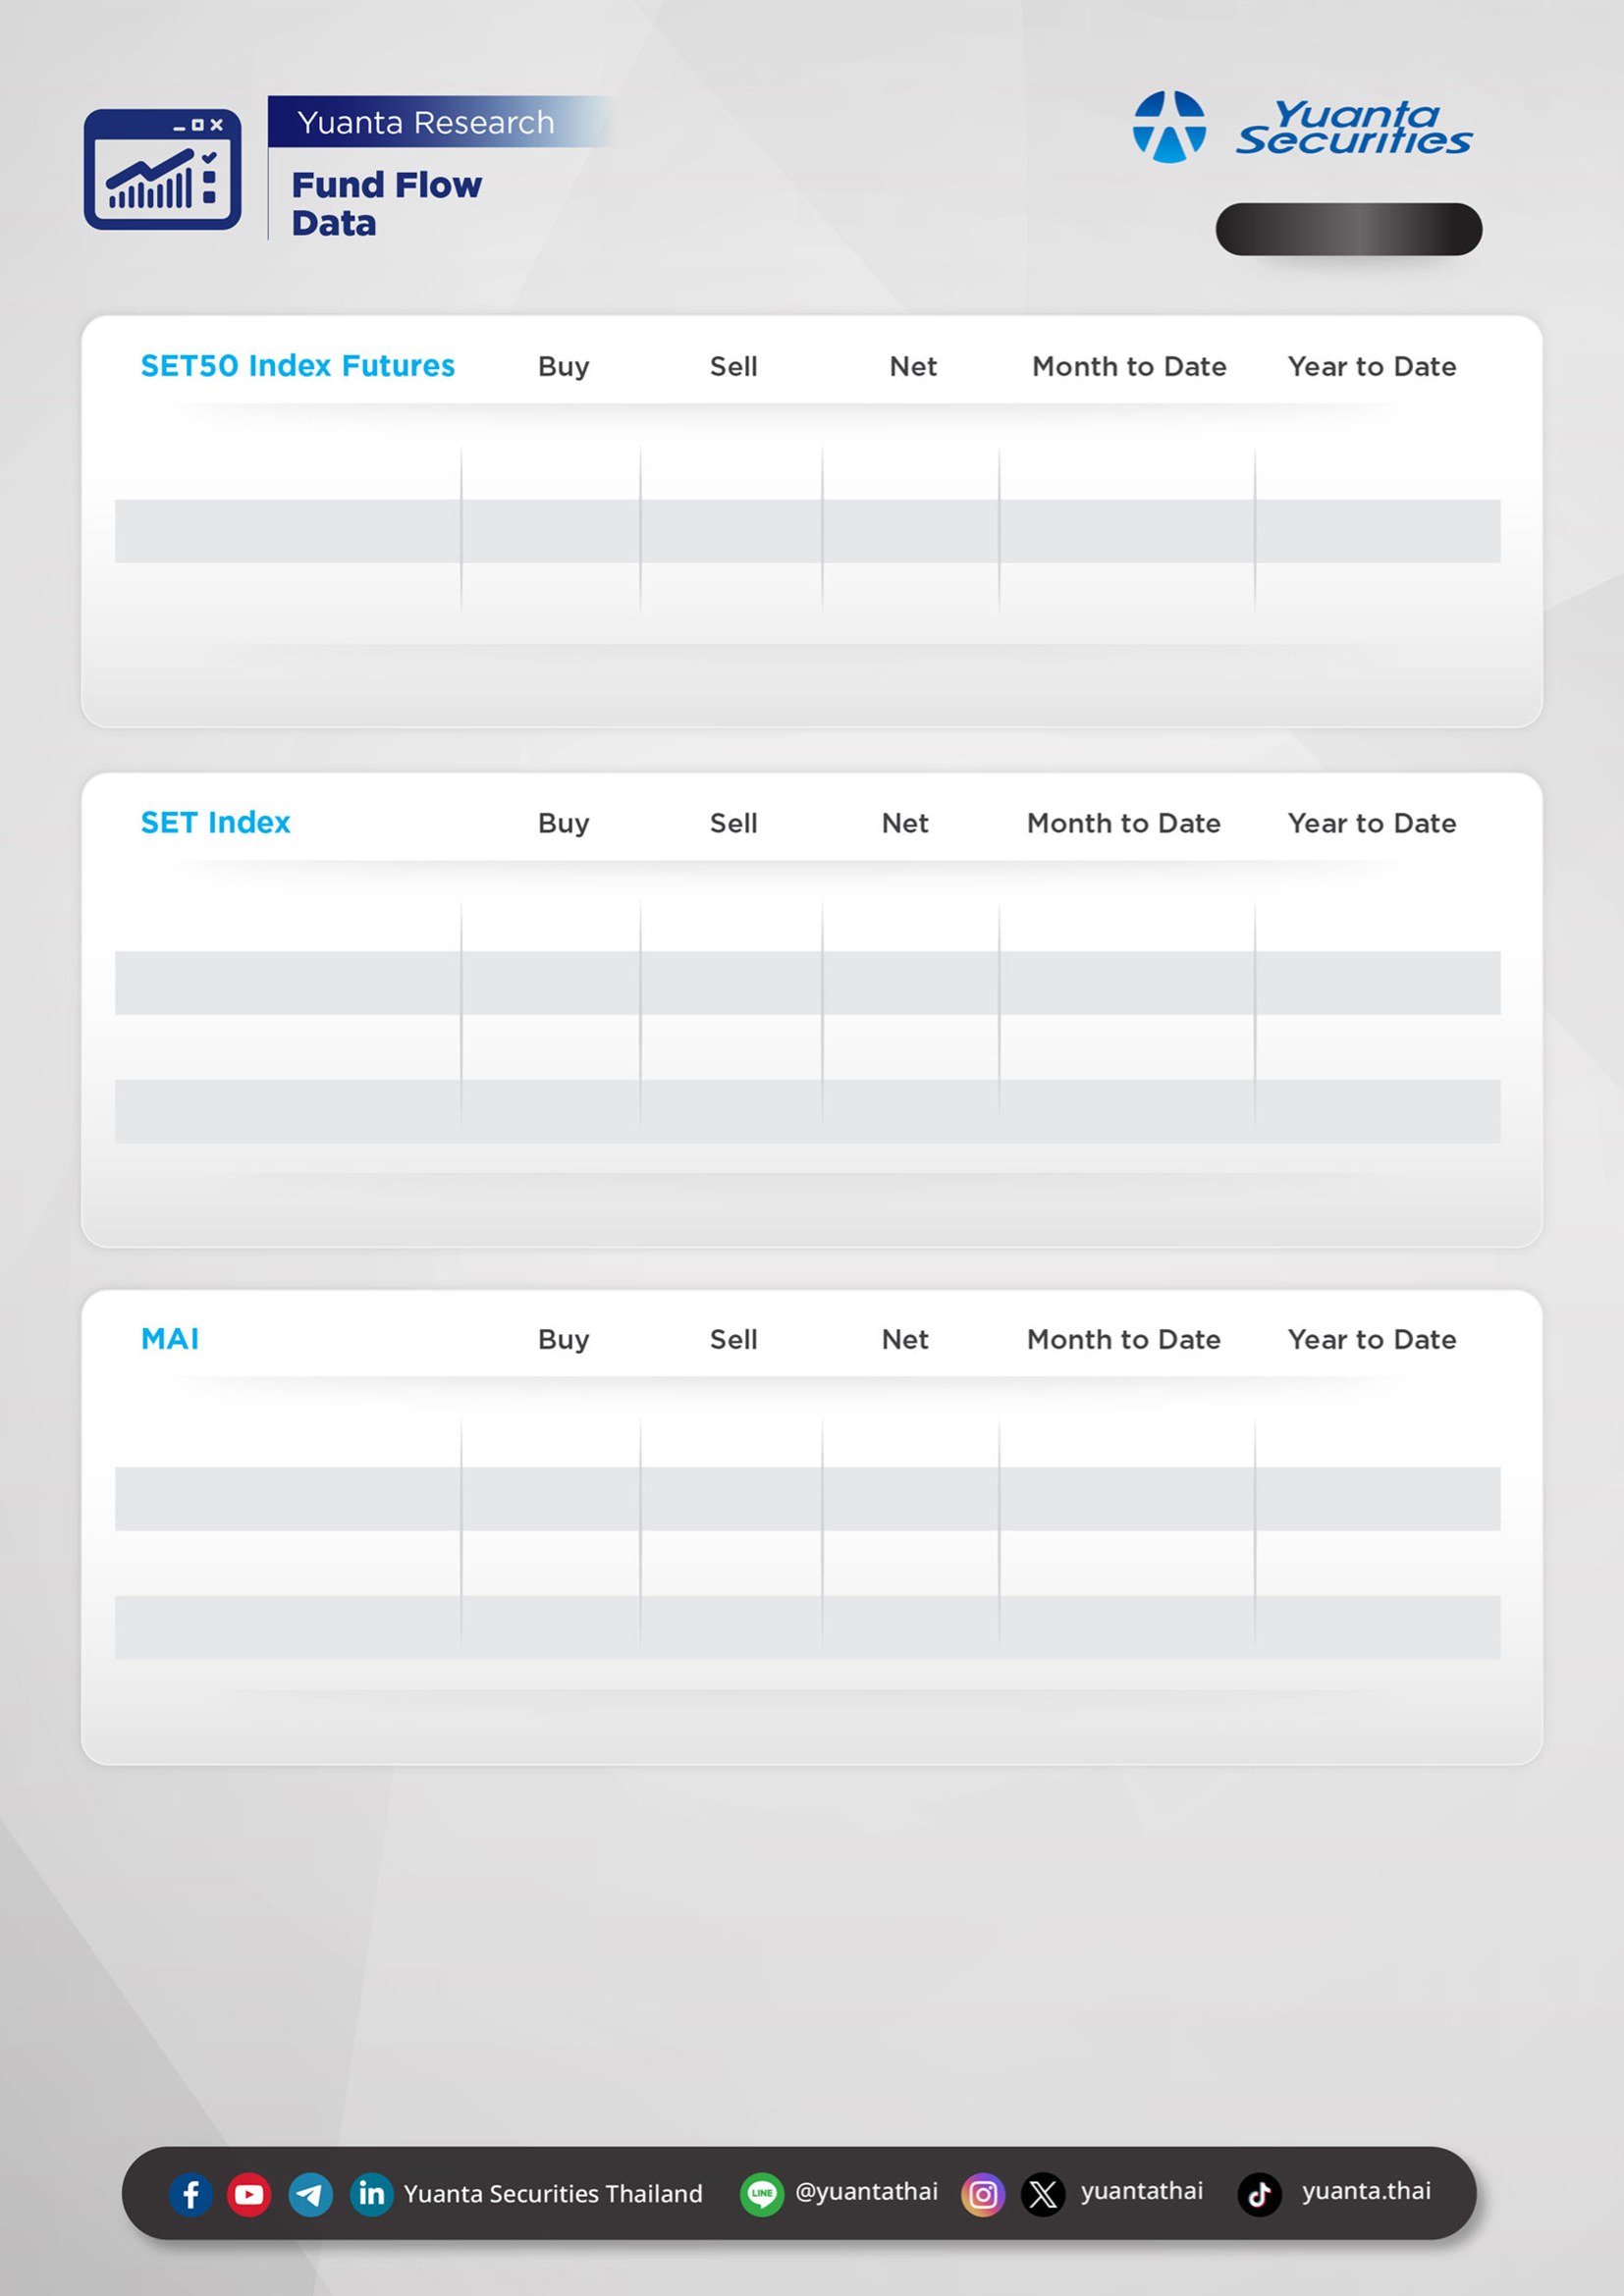 Yuanta Research
Fund Flow
Data
Yuanta
Securities
SET50 Index Futures Buy Sell Net Month to Date Year to Date
SET Index Buy Sell Net Month to Date Year to Date
MAI Buy Sell Net Month to Date Year to Date
Yuanta Securities Thailand LINE @yuantathai yuantathai yuanta.thai